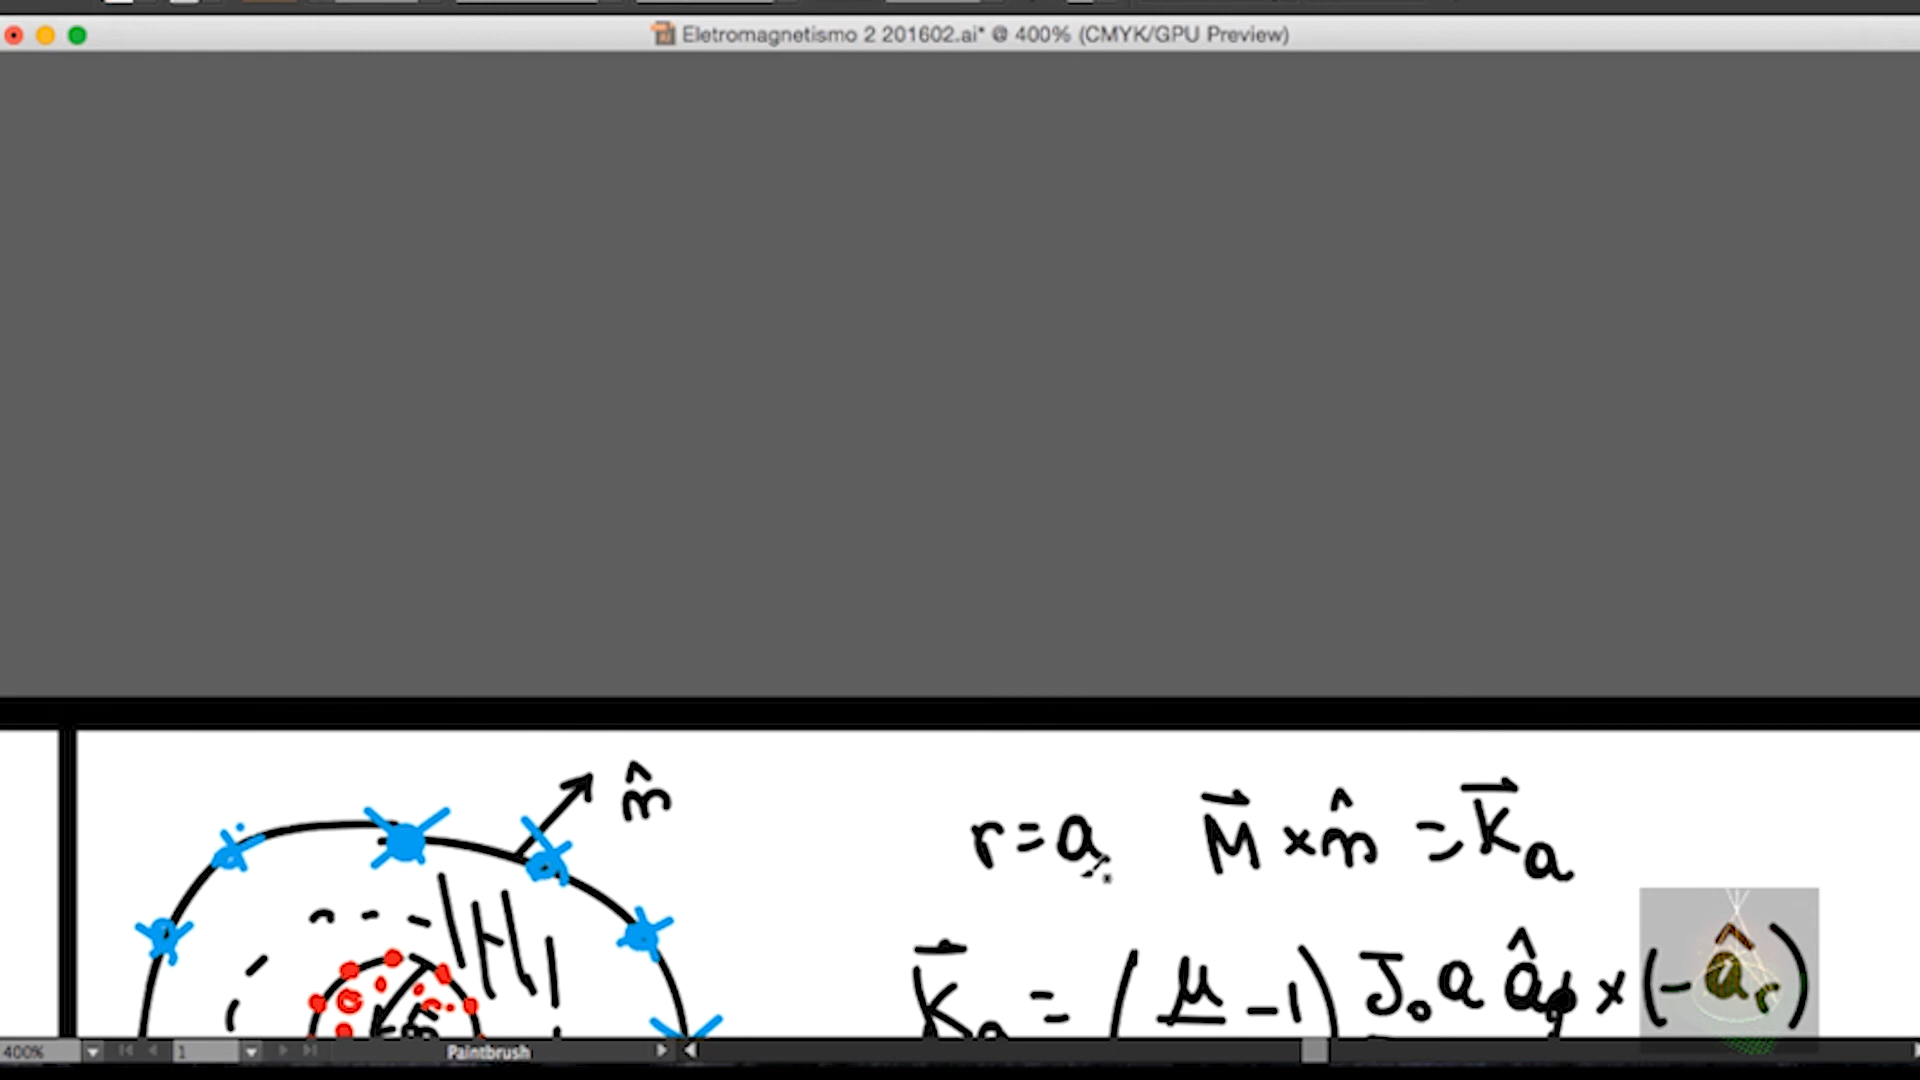 Eletromagnetismo 2 201602.ai* @ 400% (CMYK/GPU Preview)
n̂
r = a
M⃗ × n̂ = K⃗a
K⃗a = (μ/ - 1) J₀ a âφ × (- âr)
400%
1
Paintbrush